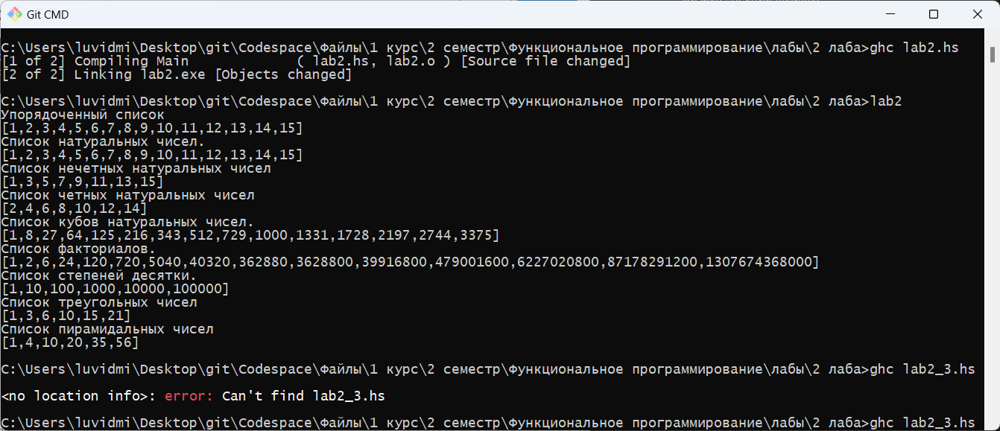 Git CMD
C:\Users\luvidmi\Desktop\git\Codespace\Файлы\1 курс\2 семестр\Функциональное программирование\лабы\2 лаба>ghc lab2.hs
[1 of 2] Compiling Main             ( lab2.hs, lab2.o ) [Source file changed]
[2 of 2] Linking lab2.exe [Objects changed]
C:\Users\luvidmi\Desktop\git\Codespace\Файлы\1 курс\2 семестр\Функциональное программирование\лабы\2 лаба>lab2
Упорядоченный список
[1,2,3,4,5,6,7,8,9,10,11,12,13,14,15]
Список натуральных чисел.
[1,2,3,4,5,6,7,8,9,10,11,12,13,14,15]
Список нечетных натуральных чисел
[1,3,5,7,9,11,13,15]
Список четных натуральных чисел
[2,4,6,8,10,12,14]
Список кубов натуральных чисел.
[1,8,27,64,125,216,343,512,729,1000,1331,1728,2197,2744,3375]
Список факториалов.
[1,2,6,24,120,720,5040,40320,362880,3628800,39916800,479001600,6227020800,87178291200,1307674368000]
Список степеней десятки.
[1,10,100,1000,10000,100000]
Список треугольных чисел
[1,3,6,10,15,21]
Список пирамидальных чисел
[1,4,10,20,35,56]
C:\Users\luvidmi\Desktop\git\Codespace\Файлы\1 курс\2 семестр\Функциональное программирование\лабы\2 лаба>ghc lab2_3.hs
<no location info>: error: Can't find lab2_3.hs
C:\Users\luvidmi\Desktop\git\Codespace\Файлы\1 курс\2 семестр\Функциональное программирование\лабы\2 лаба>ghc lab2_3.hs